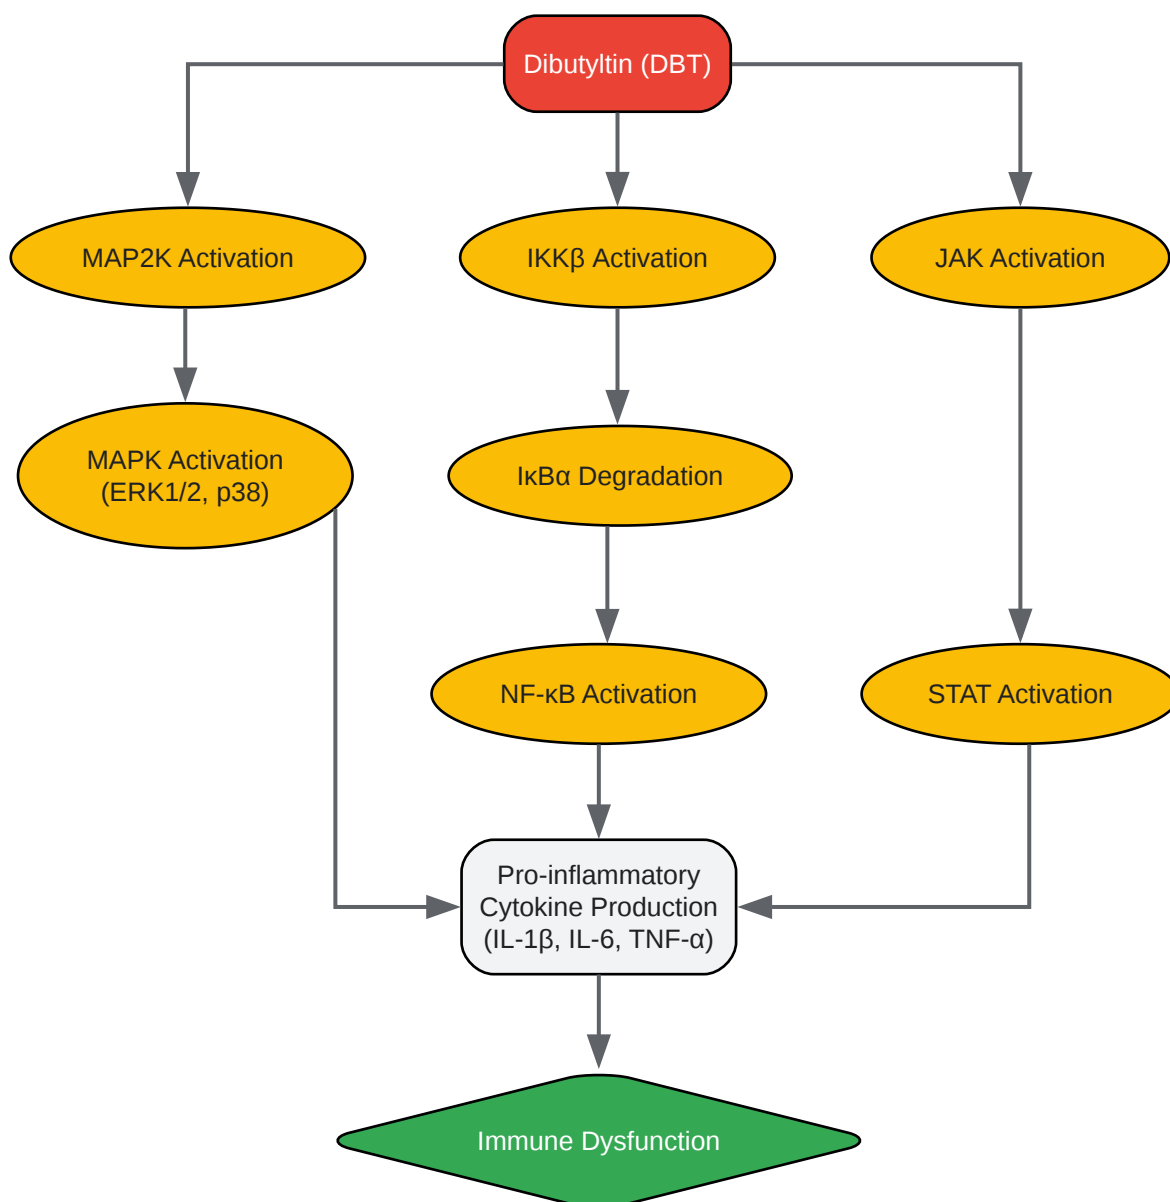 Dibutyltin (DBT)
MAP2K Activation
IKKβ Activation
JAK Activation
MAPK Activation
(ERK1/2, p38)
IκBα Degradation
NF-κB Activation
STAT Activation
Pro-inflammatory
Cytokine Production
(IL-1β, IL-6, TNF-α)
Immune Dysfunction